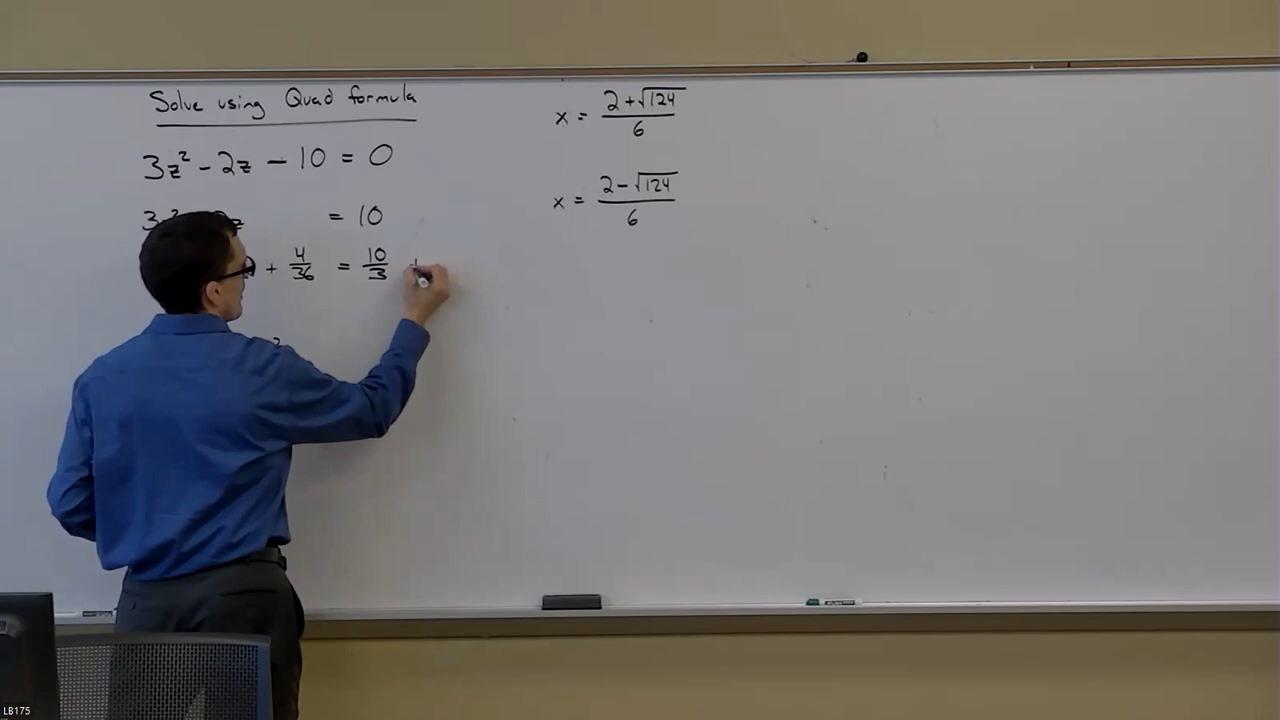 Solve using Quad formula
3z² - 2z - 10 = 0
= 10
+ 4/36 = 10/3
2
x = (2 + √124)/6
x = (2 - √124)/6
LB175